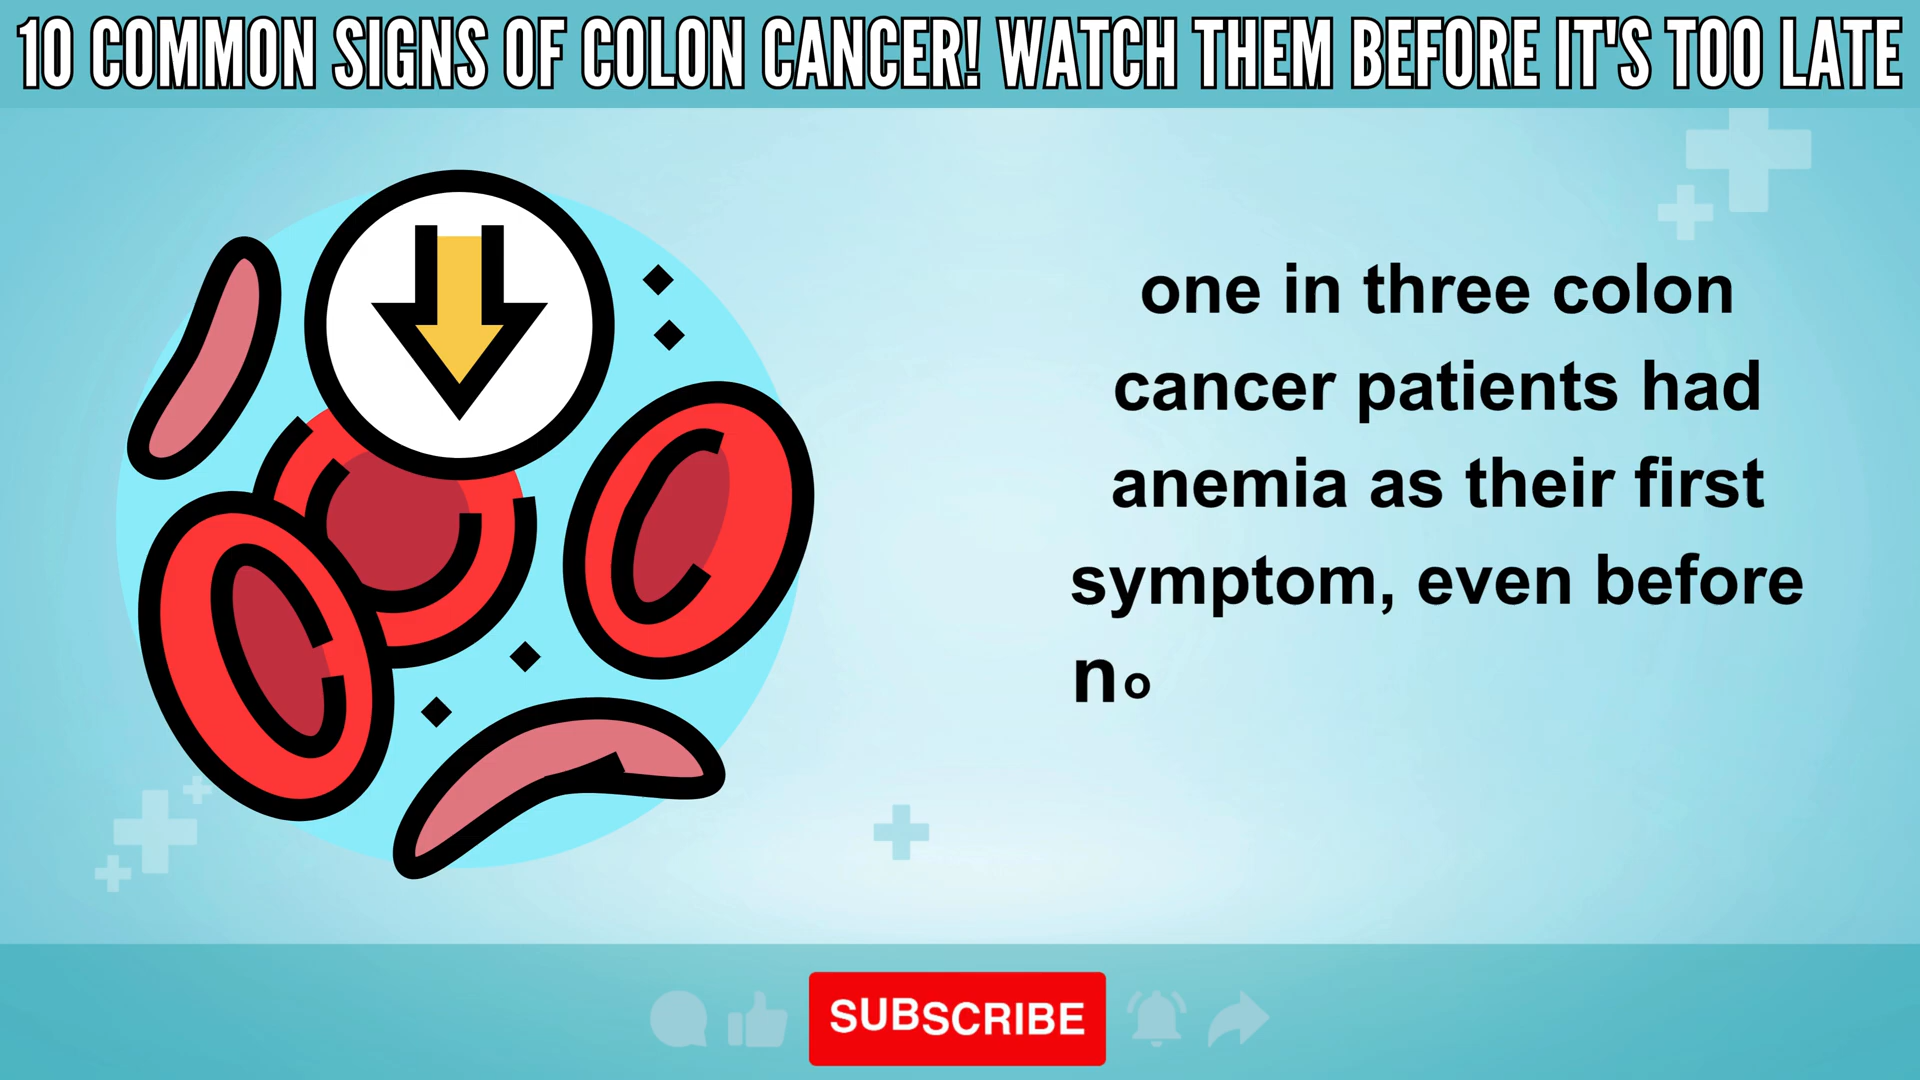 10 COMMON SIGNS OF COLON CANCER! WATCH THEM BEFORE IT'S TOO LATE
one in three colon
cancer patients had
anemia as their first
symptom, even before
no
SUBSCRIBE